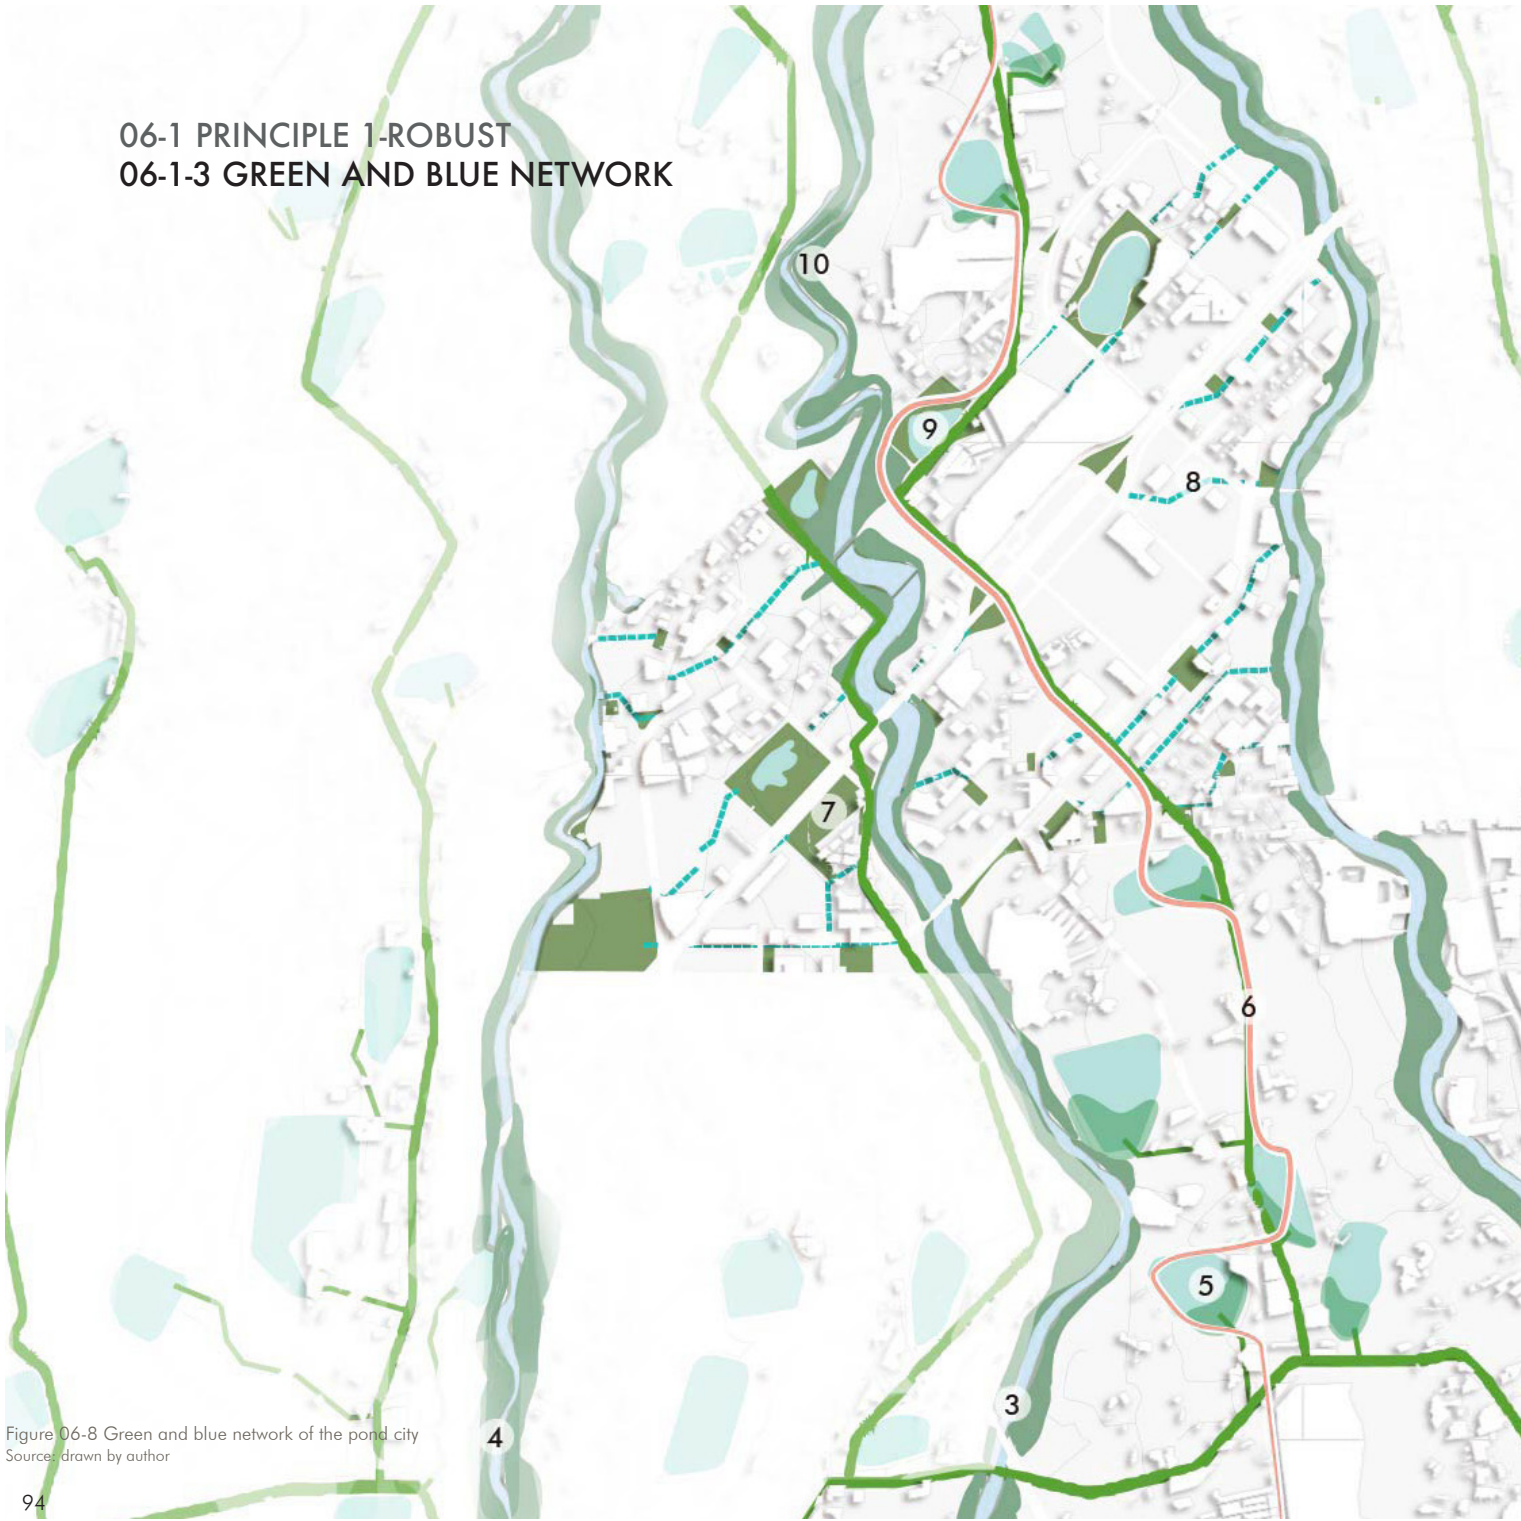 06-1 PRINCIPLE 1-ROBUST
06-1-3 GREEN AND BLUE NETWORK
10
9
8
7
6
5
3
4
Figure 06-8 Green and blue network of the pond city
Source: drawn by author
94